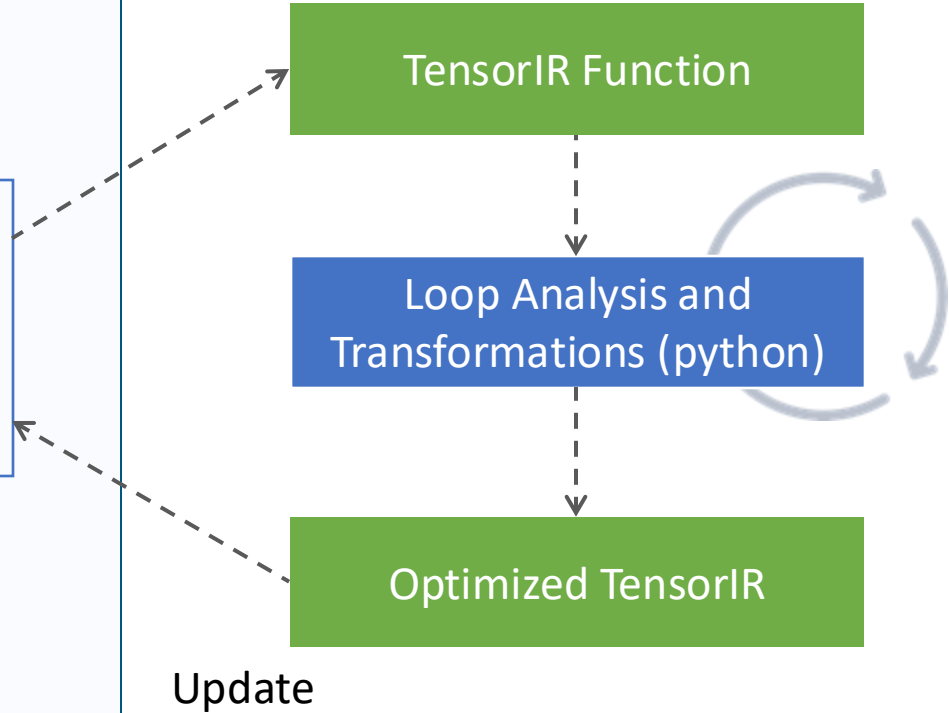 TensorIR Function
Loop Analysis and
Transformations (python)
Optimized TensorIR
Update